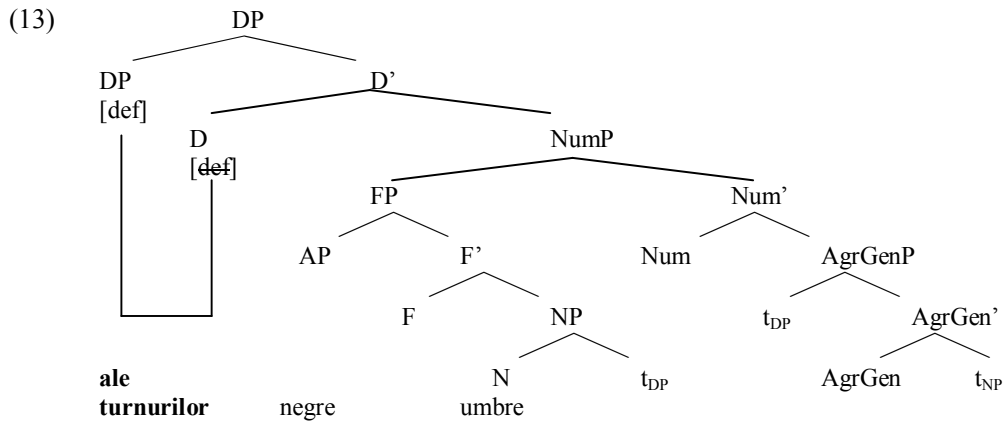 (13) DP
DP D’
[def]
D NumP
[def]
FP Num’
AP F’ Num AgrGenP
F NP t_DP AgrGen’
ale N t_DP AgrGen t_NP
turnurilor negre umbre